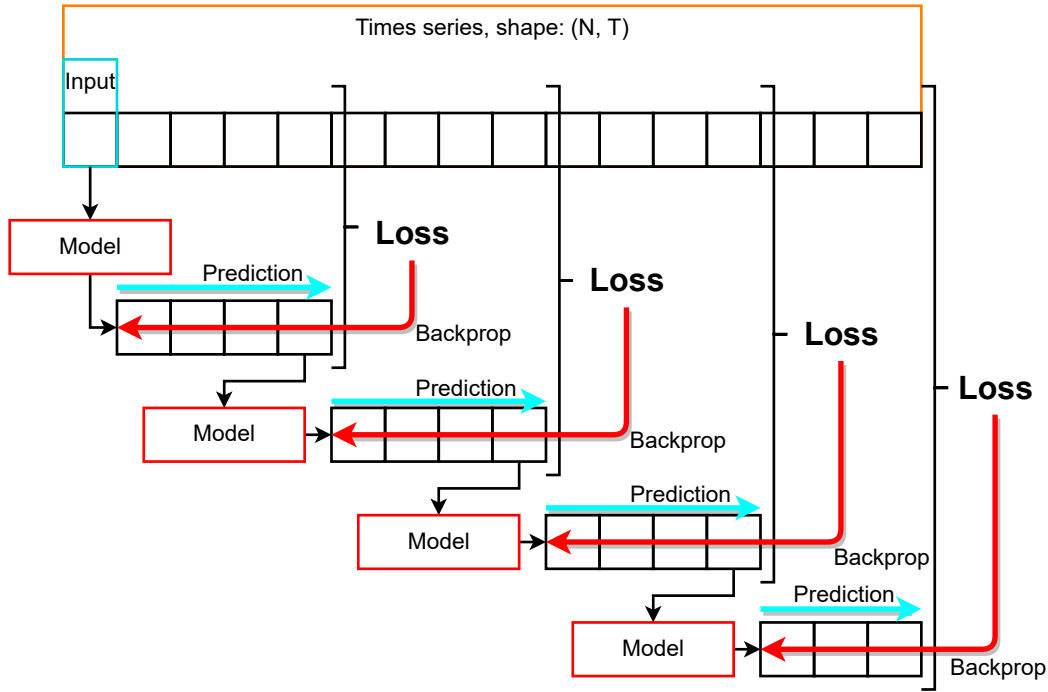 Times series, shape: (N, T)
Input
Model
Loss
Prediction
Backprop
Loss
Prediction
Model
Backprop
Loss
Prediction
Model
Backprop
Loss
Prediction
Model
Backprop